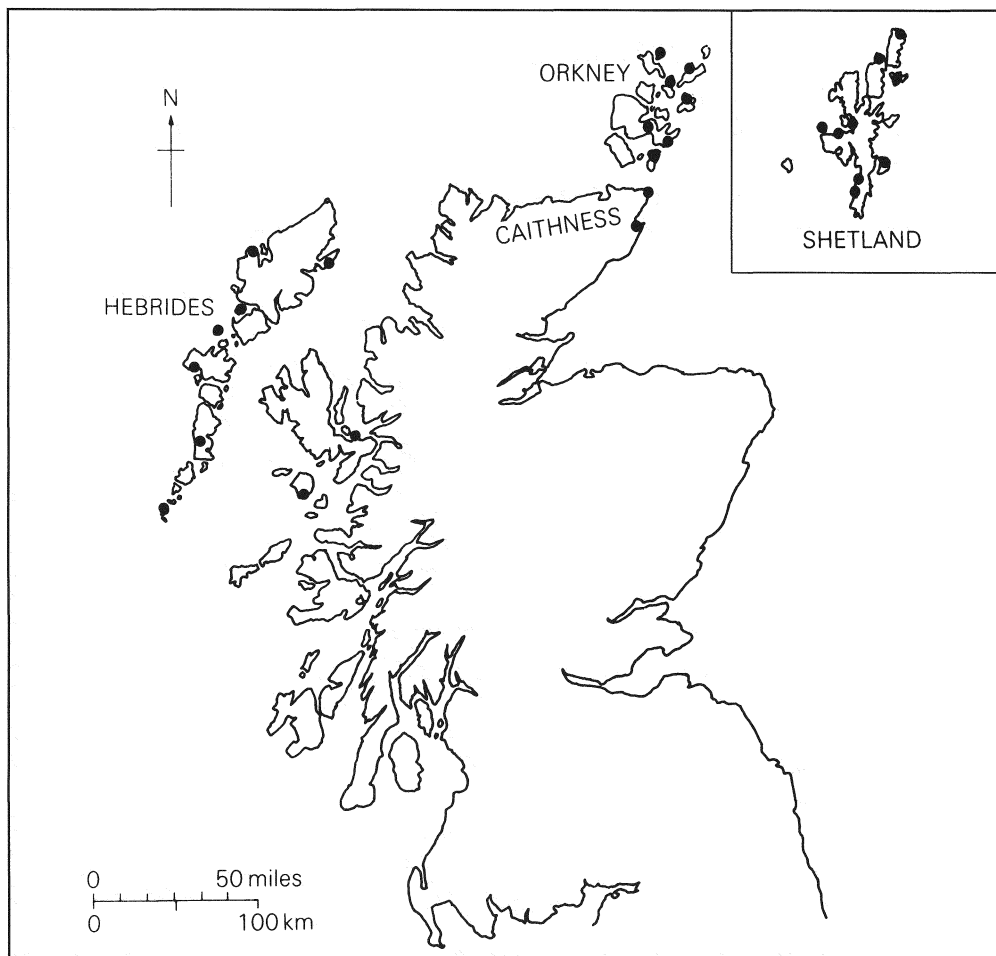 ORKNEY
N
CAITHNESS
SHETLAND
HEBRIDES
0 50 miles
0 100 km